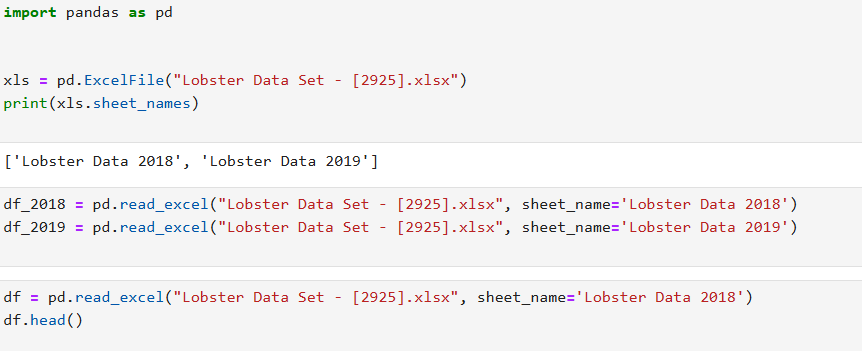 import pandas as pd
xls = pd.ExcelFile("Lobster Data Set - [2925].xlsx")
print(xls.sheet_names)
['Lobster Data 2018', 'Lobster Data 2019']
df_2018 = pd.read_excel("Lobster Data Set - [2925].xlsx", sheet_name='Lobster Data 2018')
df_2019 = pd.read_excel("Lobster Data Set - [2925].xlsx", sheet_name='Lobster Data 2019')
df = pd.read_excel("Lobster Data Set - [2925].xlsx", sheet_name='Lobster Data 2018')
df.head()